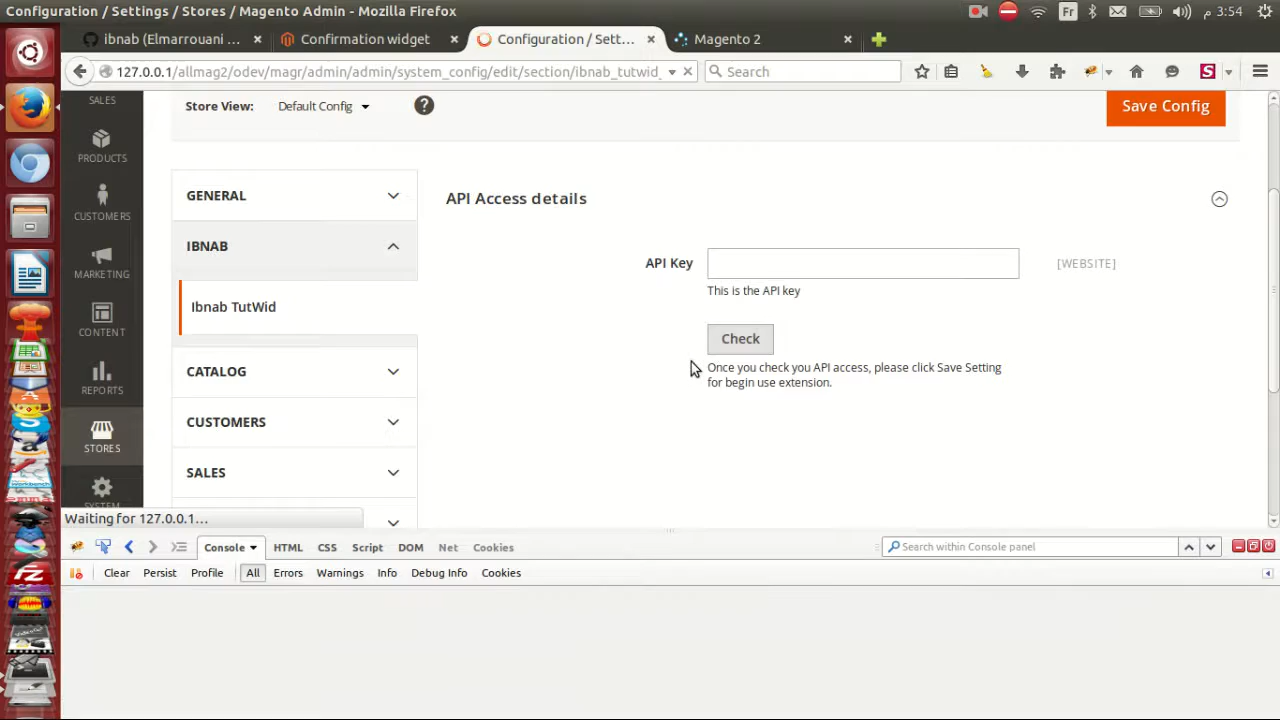 Configuration / Settings / Stores / Magento Admin - Mozilla Firefox
Fr
3:54 م
ibnab (Elmarrouani ...
Confirmation widget
Configuration / Sett...
Magento 2
127.0.0.1/allmag2/odev/magr/admin/admin/system_config/edit/section/ibnab_tutwid_
Search
S
SALES
PRODUCTS
CUSTOMERS
MARKETING
CONTENT
REPORTS
STORES
SYSTEM
Store View:
Default Config
?
Save Config
GENERAL
IBNAB
Ibnab TutWid
CATALOG
CUSTOMERS
SALES
API Access details
API Key
[WEBSITE]
This is the API key
Check
Once you check you API access, please click Save Setting
for begin use extension.
Waiting for 127.0.0.1...
Console
HTML
CSS
Script
DOM
Net
Cookies
Search within Console panel
Clear
Persist
Profile
All
Errors
Warnings
Info
Debug Info
Cookies